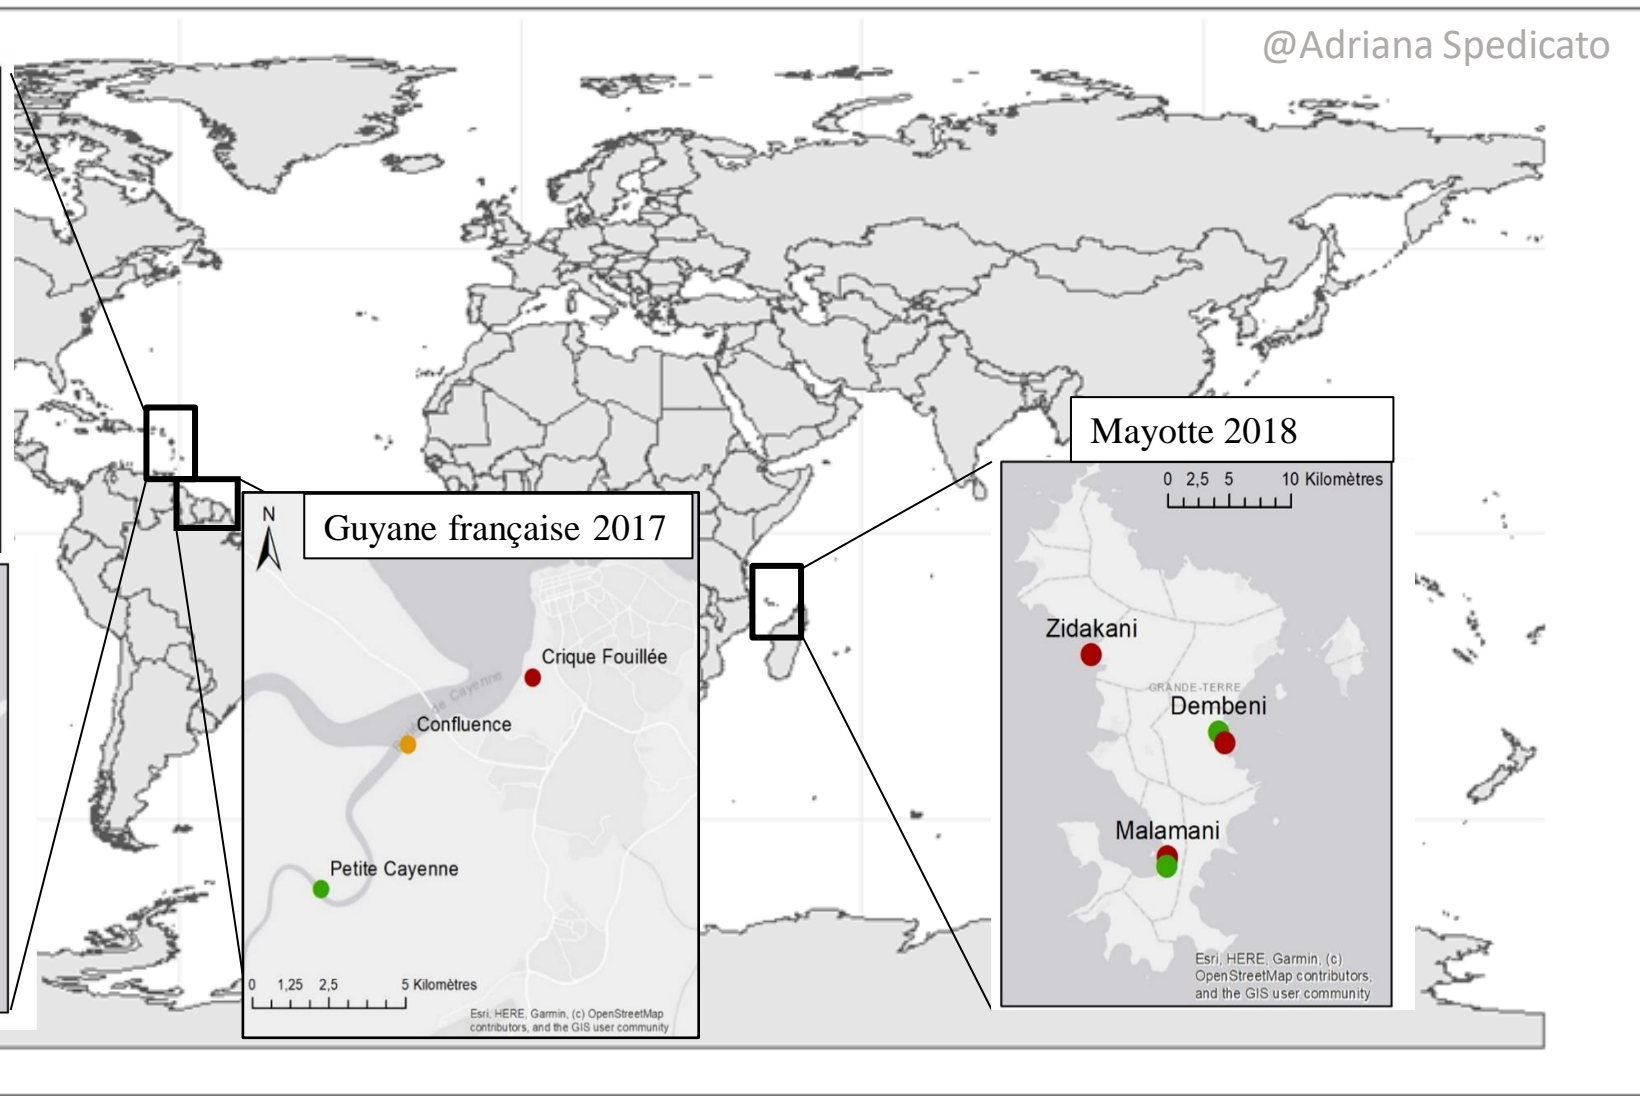 @Adriana Spedicato
Mayotte 2018
0 2,5 5 10 Kilomètres
Zidakani
GRANDE-TERRE
Dembeni
Malamani
Esri, HERE, Garmin, (c)
OpenStreetMap contributors,
and the GIS user community
N
Guyane française 2017
Crique Fouillée
de Cayenne
Confluence
Petite Cayenne
0 1,25 2,5 5 Kilomètres
Esri, HERE, Garmin, (c) OpenStreetMap
contributors, and the GIS user community